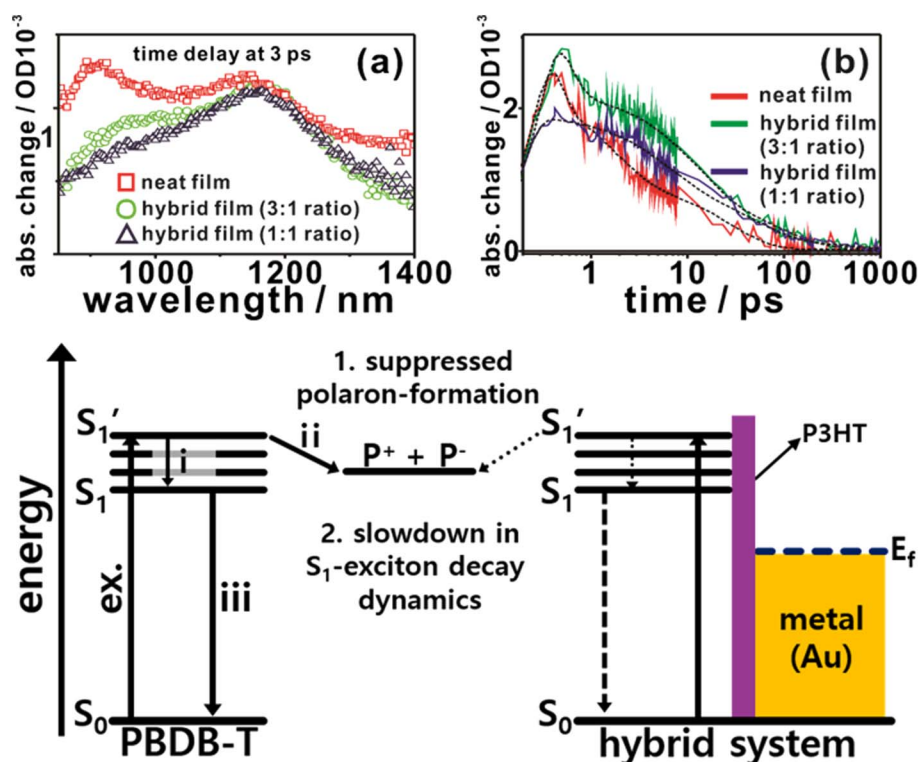 time delay at 3 ps
(a)
abs. change / OD10⁻³
1
neat film
hybrid film (3:1 ratio)
hybrid film (1:1 ratio)
1000
1200
1400
wavelength / nm
(b)
abs. change / OD10⁻³
2
0
neat film
hybrid film
(3:1 ratio)
hybrid film
(1:1 ratio)
1
10
100
1000
time / ps
energy
S₁′
S₁
S₀
ex.
i
ii
iii
PBDB-T
1. suppressed
polaron-formation
P⁺ + P⁻
2. slowdown in
S₁-exciton decay
dynamics
S₁′
S₁
S₀
P3HT
E_f
metal
(Au)
hybrid system